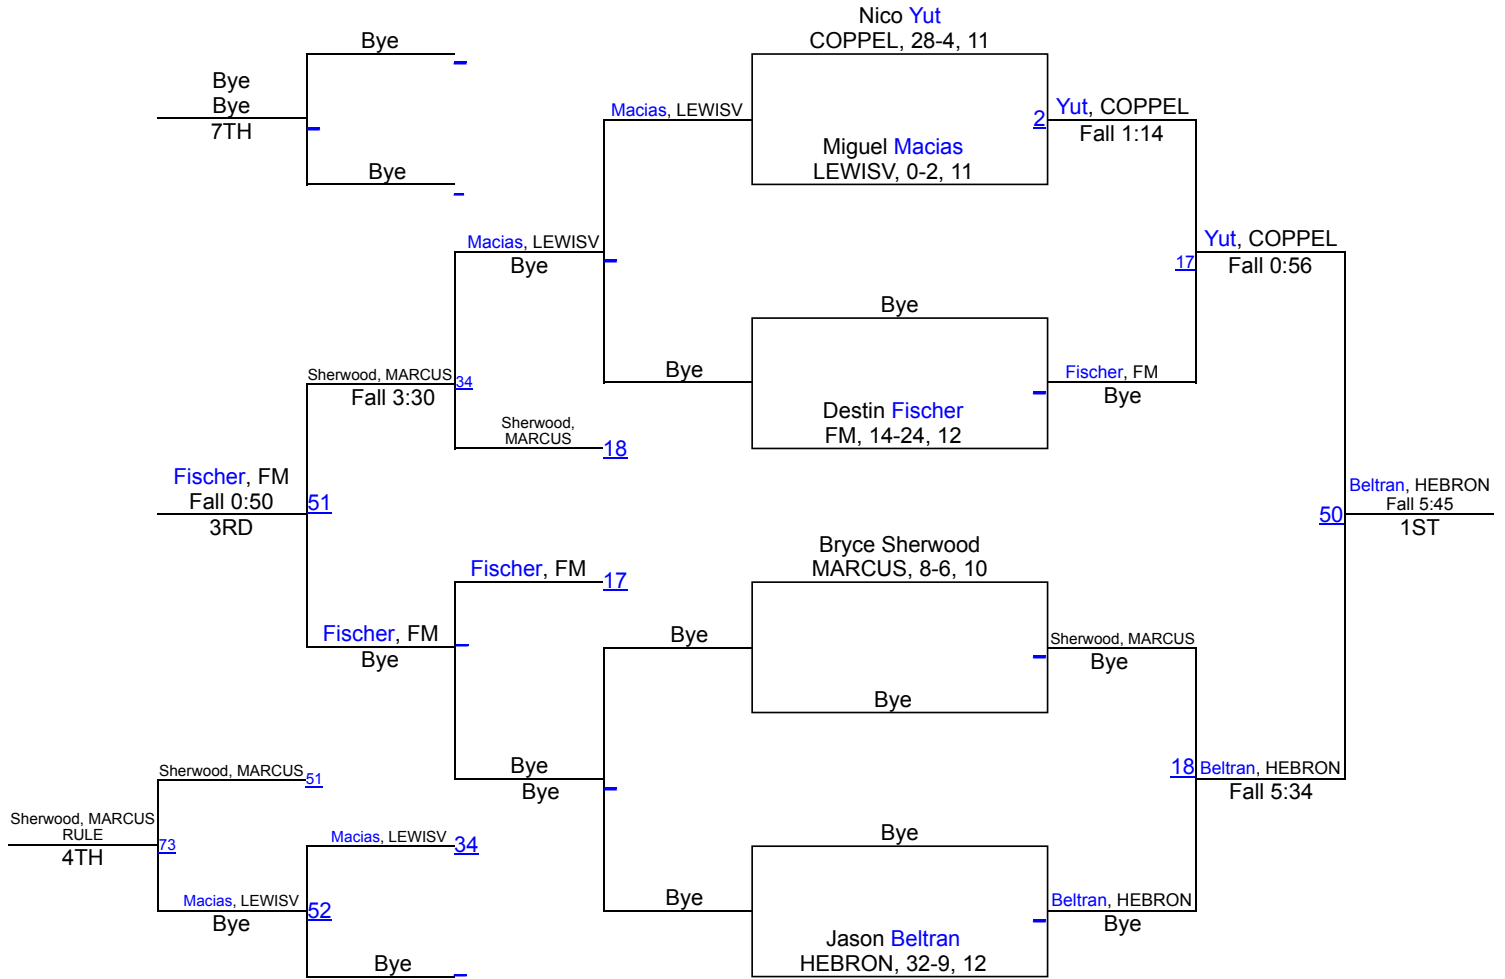 Nico Yut
COPPEL, 28-4, 11
Bye
Bye
Bye
7TH
Macias, LEWISV
2
Yut, COPPEL
Fall 1:14
Miguel Macias
LEWISV, 0-2, 11
Bye
Macias, LEWISV
Bye
Yut, COPPEL
17
Fall 0:56
Bye
Sherwood, MARCUS
34
Fall 3:30
Bye
Fischer, FM
Bye
Destin Fischer
FM, 14-24, 12
Sherwood,
MARCUS
18
Fischer, FM
Fall 0:50
51
3RD
Beltran, HEBRON
Fall 5:45
50
1ST
Bryce Sherwood
MARCUS, 8-6, 10
Fischer, FM
17
Fischer, FM
Bye
Bye
Sherwood, MARCUS
Bye
Bye
Bye
Bye
18
Beltran, HEBRON
Fall 5:34
Sherwood, MARCUS
51
Sherwood, MARCUS
RULE
73
4TH
Macias, LEWISV
34
Bye
Macias, LEWISV
52
Bye
Bye
Beltran, HEBRON
Bye
Jason Beltran
HEBRON, 32-9, 12
Bye